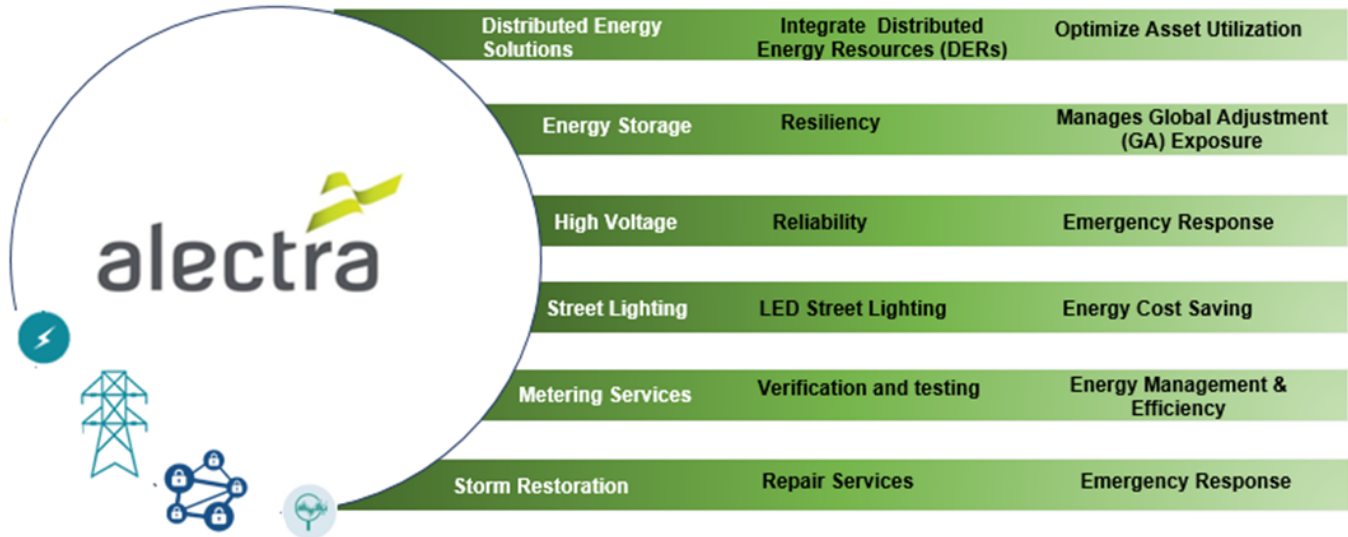 Distributed Energy
Solutions
Integrate Distributed
Energy Resources (DERs)
Optimize Asset Utilization
Energy Storage
Resiliency
Manages Global Adjustment
(GA) Exposure
alectra
High Voltage
Reliability
Emergency Response
Street Lighting
LED Street Lighting
Energy Cost Saving
Metering Services
Verification and testing
Energy Management &
Efficiency
Storm Restoration
Repair Services
Emergency Response